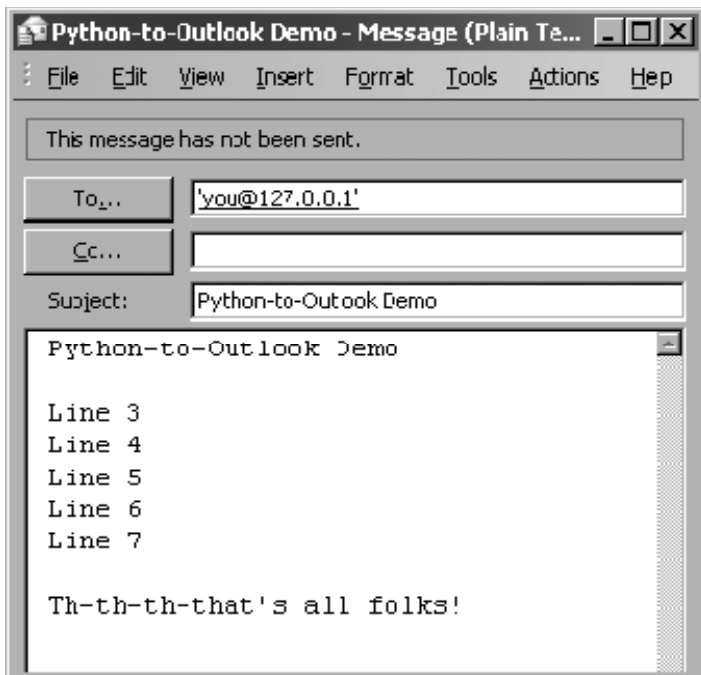 Python-to-Outlook Demo - Message (Plain Te...
File Edit View Insert Format Tools Actions Help
This message has not been sent.
To...
'you@127.0.0.1'
Cc...
Subject:
Python-to-Outlook Demo
Python-to-Outlook Demo
Line 3
Line 4
Line 5
Line 6
Line 7
Th-th-th-that's all folks!